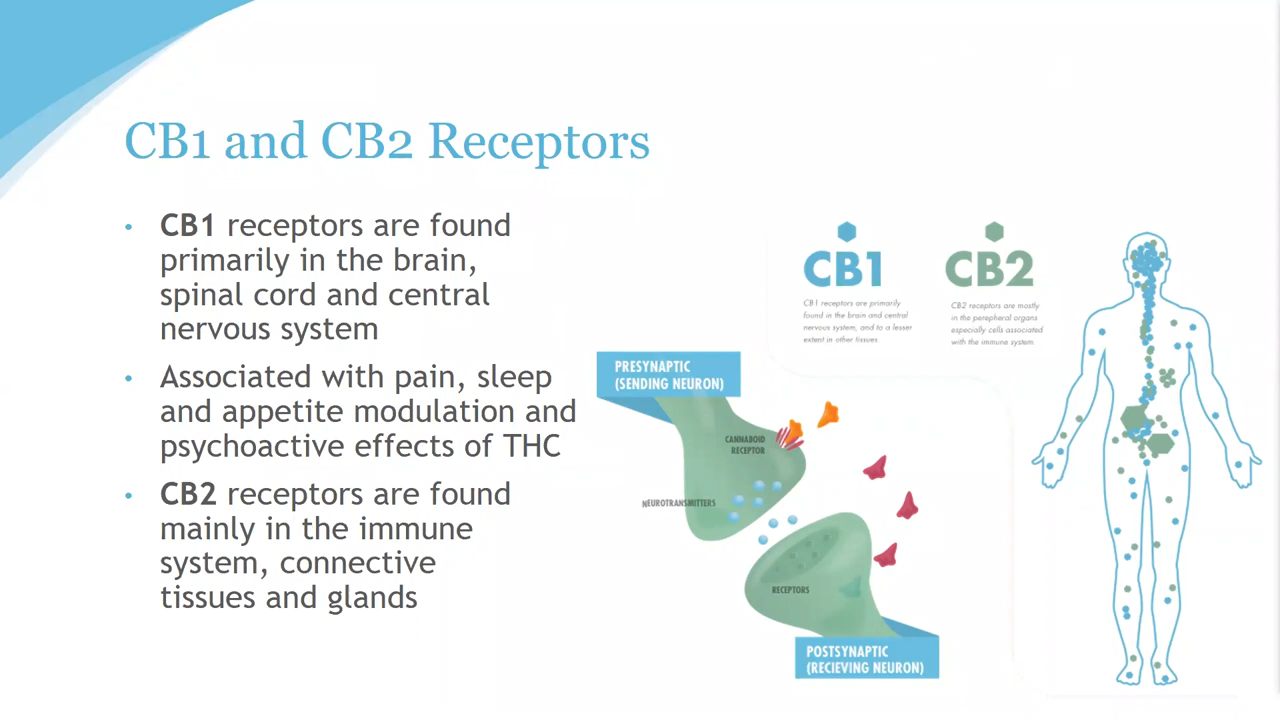 CB1 and CB2 Receptors
• CB1 receptors are found
primarily in the brain,
spinal cord and central
nervous system
• Associated with pain, sleep
and appetite modulation and
psychoactive effects of THC
• CB2 receptors are found
mainly in the immune
system, connective
tissues and glands
CB1
CB1 receptors are primarily
found in the brain and central
nervous system, and to a lesser
extent in other tissues
CB2
CB2 receptors are mostly
in the perepheral organs
especially cells associated
with the immune system.
PRESYNAPTIC
(SENDING NEURON)
CANNABOID
RECEPTOR
NEUROTRANSMITTERS
RECEPTORS
POSTSYNAPTIC
(RECIEVING NEURON)